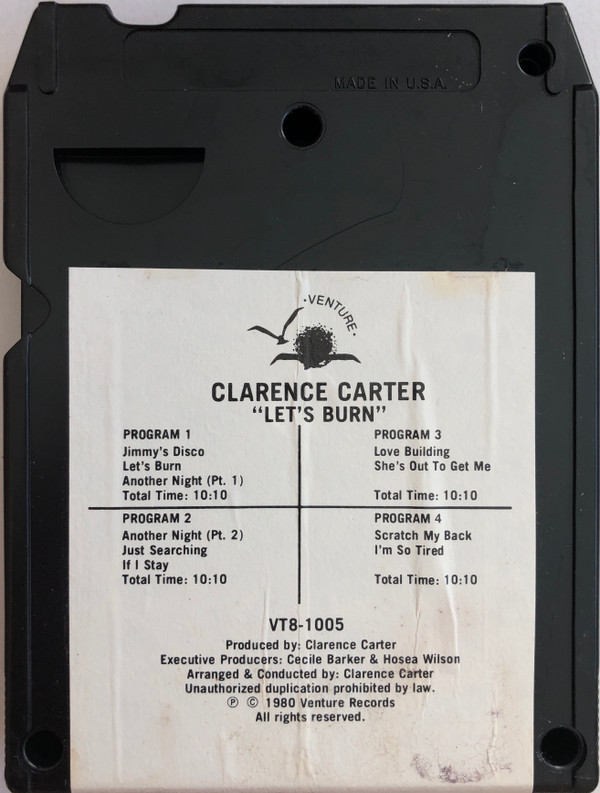 MADE IN U.S.A.
·VENTURE·
CLARENCE CARTER
“LET'S BURN”
PROGRAM 1
Jimmy's Disco
Let's Burn
Another Night (Pt. 1)
Total Time: 10:10
PROGRAM 3
Love Building
She's Out To Get Me
Total Time: 10:10
PROGRAM 2
Another Night (Pt. 2)
Just Searching
If I Stay
Total Time: 10:10
PROGRAM 4
Scratch My Back
I'm So Tired
Total Time: 10:10
VT8-1005
Produced by: Clarence Carter
Executive Producers: Cecile Barker & Hosea Wilson
Arranged & Conducted by: Clarence Carter
Unauthorized duplication prohibited by law.
℗ © 1980 Venture Records
All rights reserved.